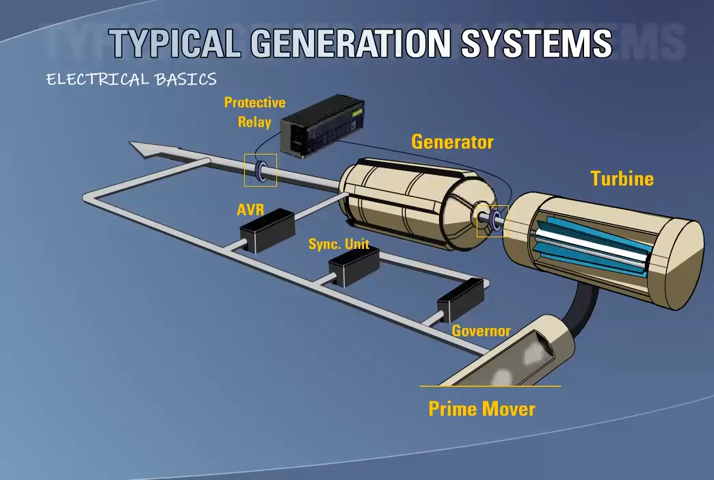 TYPICAL GENERATION SYSTEMS
ELECTRICAL BASICS
Protective
Relay
Generator
Turbine
AVR
Sync. Unit
Governor
Prime Mover